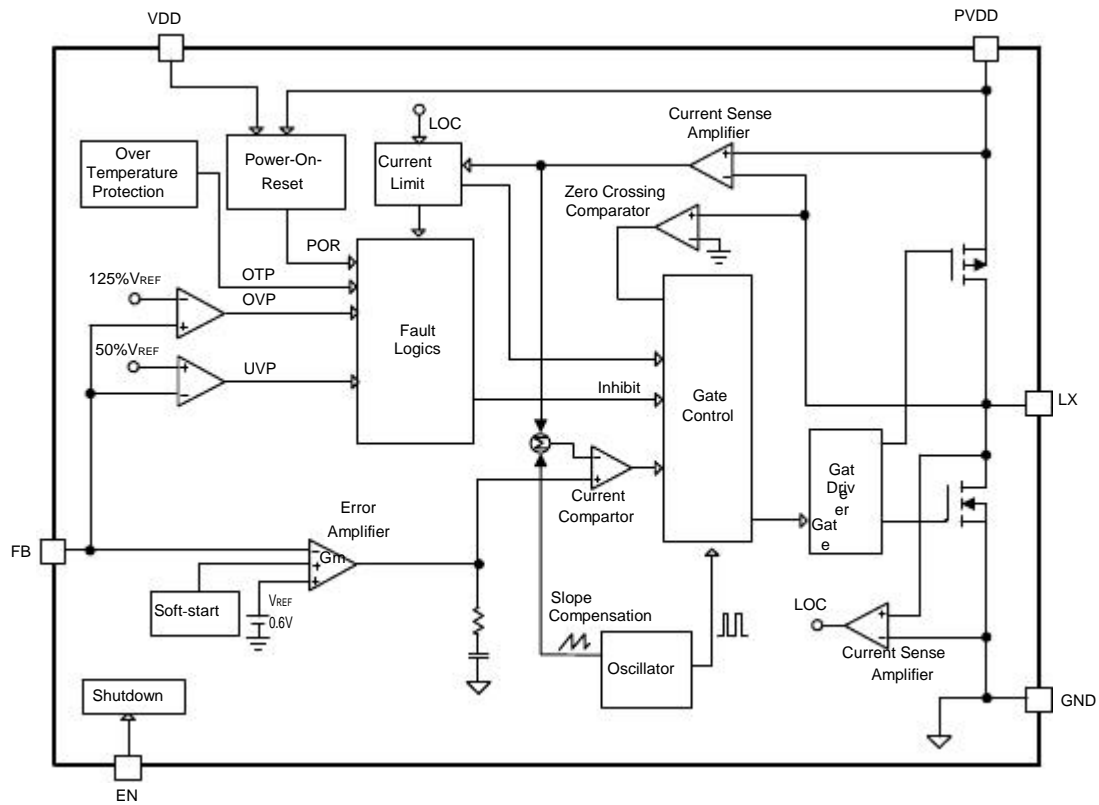 VDD
PVDD
LOC
Current Sense
Amplifier
Over
Temperature
Protection
Power-On-
Reset
Current
Limit
Zero Crossing
Comparator
POR
125%VREF
OTP
OVP
Fault
Logics
50%VREF
UVP
Inhibit
Gate
Control
LX
Error
Amplifier
Current
Compartor
Gat
Driv
e
er
Gat
e
FB
Gm
Soft-start
VREF
0.6V
Slope
Compensation
LOC
Oscillator
Current Sense
Amplifier
Shutdown
GND
EN